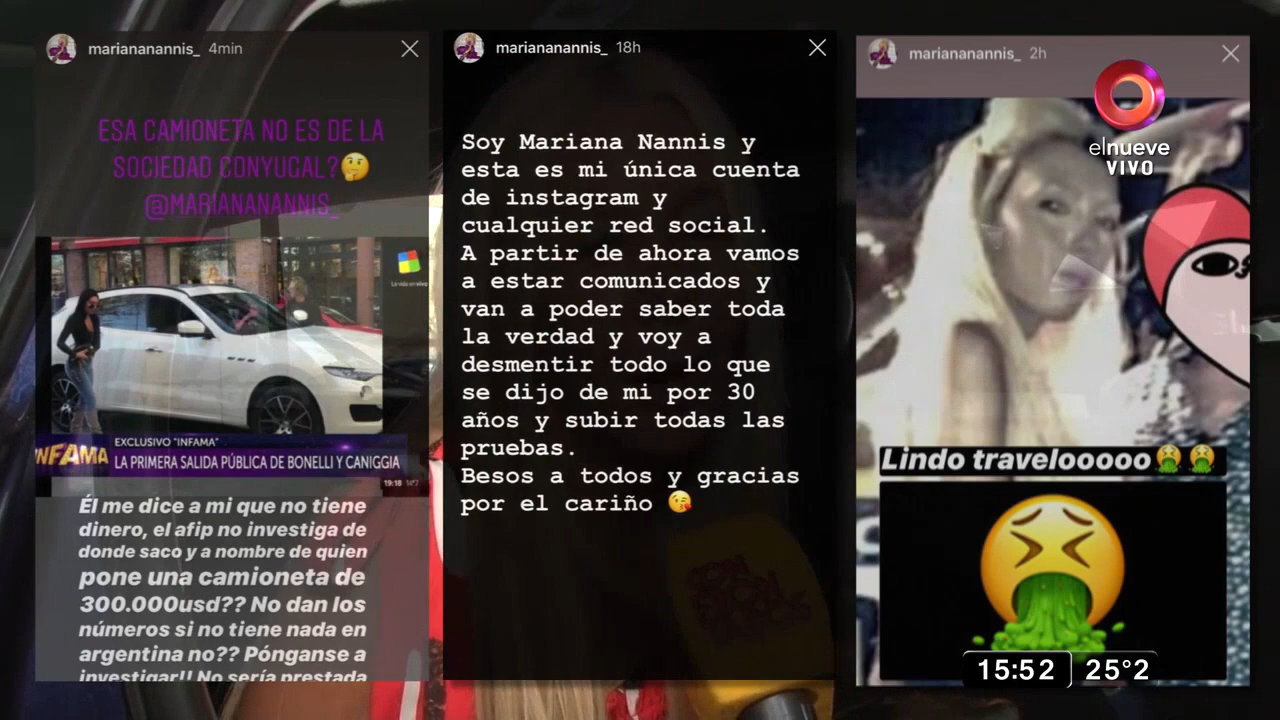 mariananannis_ 4min
ESA CAMIONETA NO ES DE LA
SOCIEDAD CONYUGAL?🤔
@MARIANANANNIS_
EXCLUSIVO "INFAMA"
INFAMA
LA PRIMERA SALIDA PÚBLICA DE BONELLI Y CANIGGIA
19:18
Él me dice a mi que no tiene
dinero, el afip no investiga de
donde saco y a nombre de quien
pone una camioneta de
300.000usd?? No dan los
números si no tiene nada en
argentina no?? Pónganse a
investigar!! No sería prestada
mariananannis_ 18h
Soy Mariana Nannis y
esta es mi única cuenta
de instagram y
cualquier red social.
A partir de ahora vamos
a estar comunicados y
van a poder saber toda
la verdad y voy a
desmentir todo lo que
se dijo de mi por 30
años y subir todas las
pruebas.
Besos a todos y gracias
por el cariño 😘
mariananannis_ 2h
elnueve
VIVO
Lindo travelooooo🤮🤮
15:52 25°2